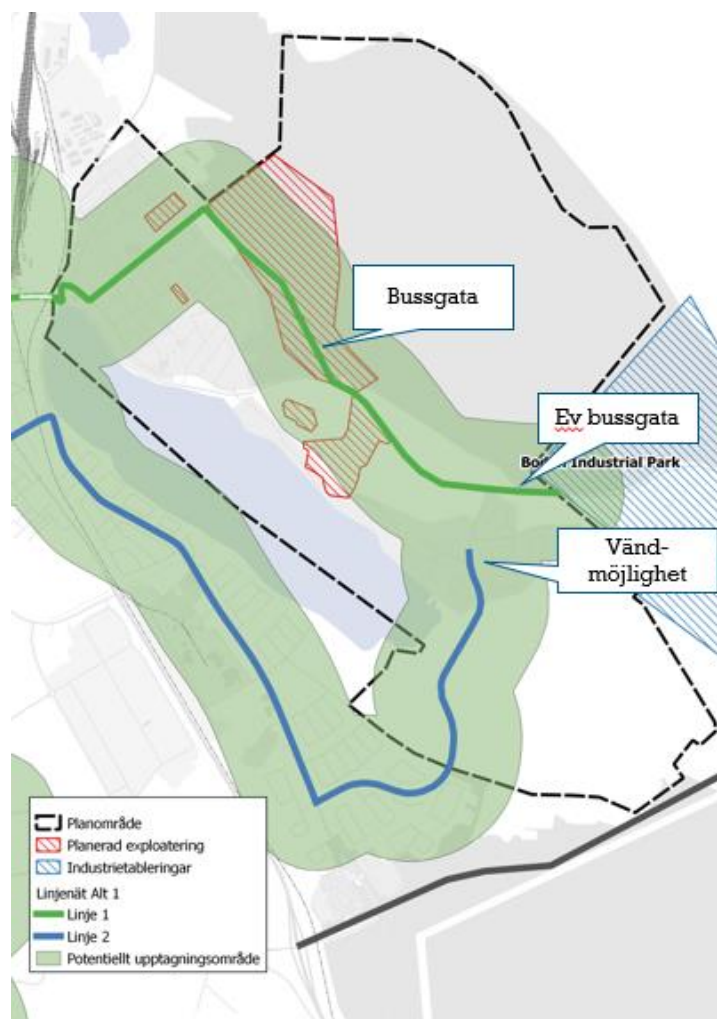 Bussgata
Ev bussgata
Industrial Park
Vänd-
möjlighet
Planområde
Planerad exploatering
Industrietableringar
Linjenät Alt 1
Linje 1
Linje 2
Potentiellt upptagningsområde